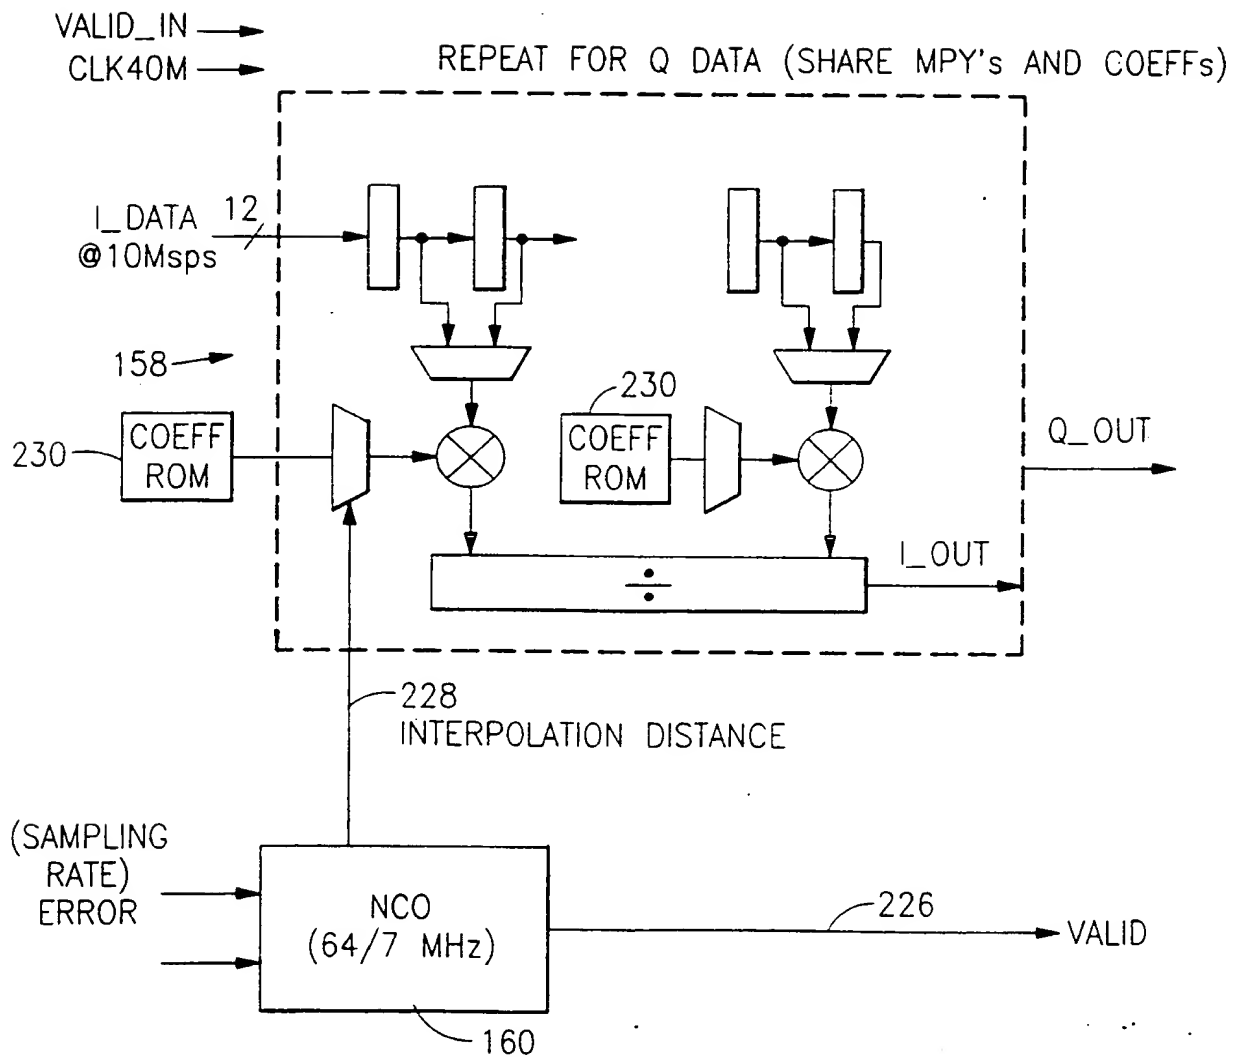 VALID_IN
CLK40M
REPEAT FOR Q DATA (SHARE MPY's AND COEFFs)
I_DATA
@10Msps
12
158
230
COEFF
ROM
230
COEFF
ROM
Q_OUT
I_OUT
÷
228
INTERPOLATION DISTANCE
(SAMPLING
RATE)
ERROR
NCO
(64/7 MHz)
226
VALID
160